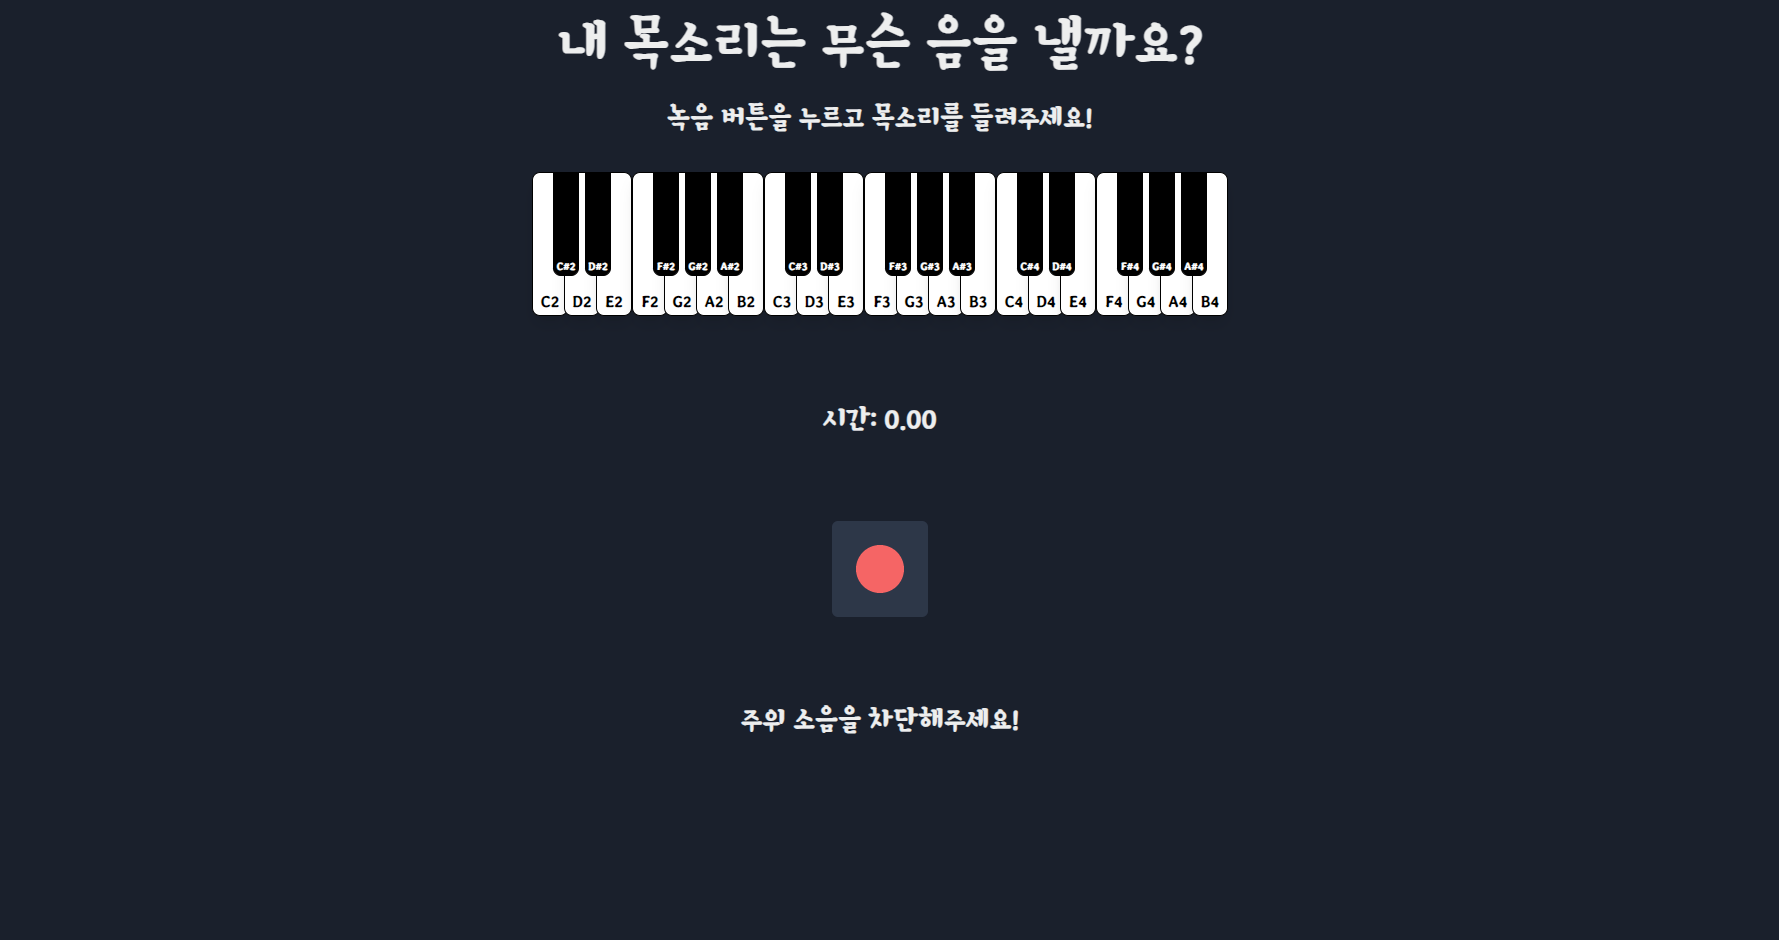 내 목소리는 무슨 음을 낼까요?
녹음 버튼을 누르고 목소리를 들려주세요!
C#2 D#2 F#2 G#2 A#2 C#3 D#3 F#3 G#3 A#3 C#4 D#4 F#4 G#4 A#4
C2 D2 E2 F2 G2 A2 B2 C3 D3 E3 F3 G3 A3 B3 C4 D4 E4 F4 G4 A4 B4
시간: 0.00
주위 소음을 차단해주세요!